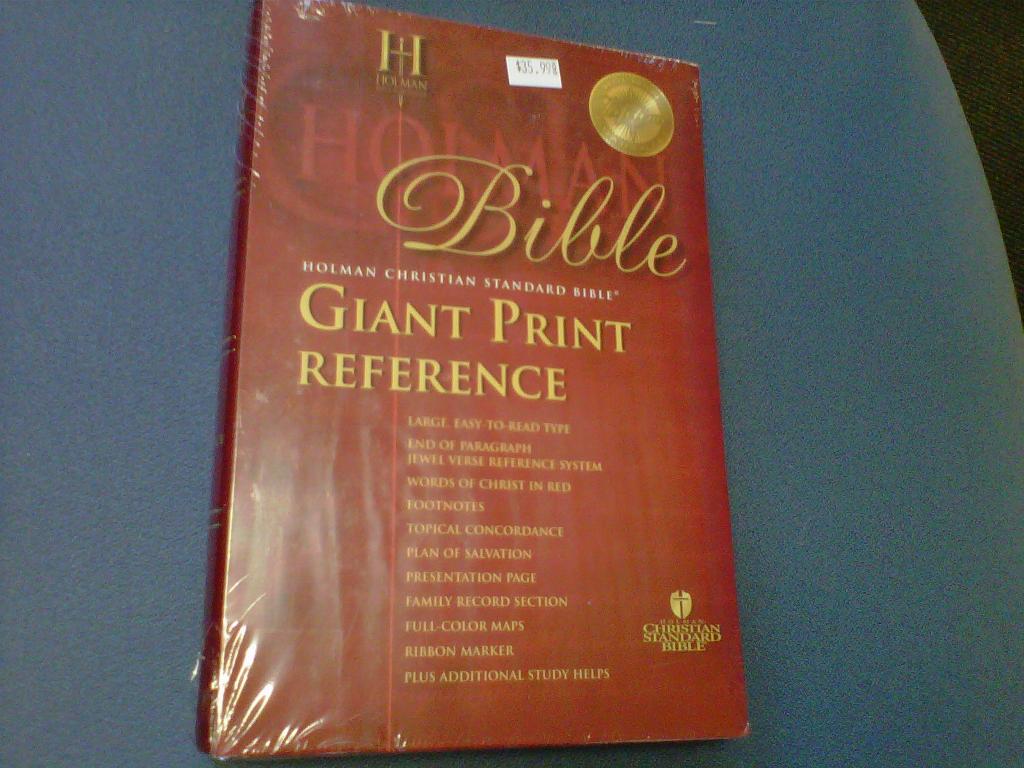 H
HOLMAN
$35.99
HOLMAN
Bible
HOLMAN CHRISTIAN STANDARD BIBLE®
GIANT PRINT
REFERENCE
LARGE, EASY-TO-READ TYPE
END OF PARAGRAPH
JEWEL VERSE REFERENCE SYSTEM
WORDS OF CHRIST IN RED
FOOTNOTES
TOPICAL CONCORDANCE
PLAN OF SALVATION
PRESENTATION PAGE
FAMILY RECORD SECTION
FULL-COLOR MAPS
RIBBON MARKER
PLUS ADDITIONAL STUDY HELPS
HOLMAN
CHRISTIAN
STANDARD
BIBLE